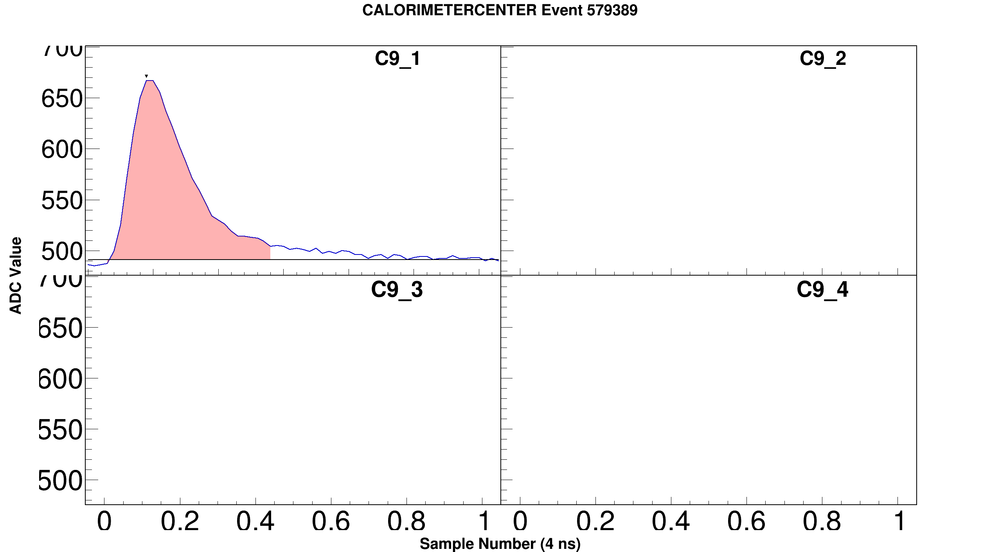 CALORIMETERCENTER Event 579389
C9_1
C9_2
700
650
600
550
500
ADC Value
C9_3
C9_4
700
650
600
550
500
0 0.2 0.4 0.6 0.8 1
0 0.2 0.4 0.6 0.8 1
Sample Number (4 ns)